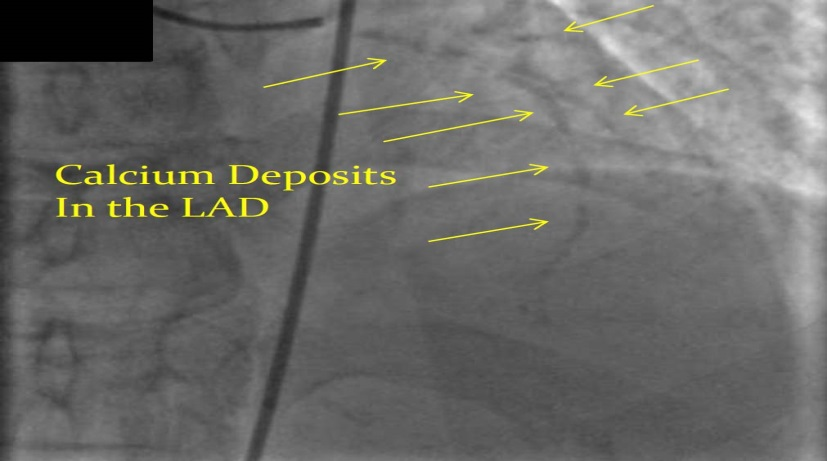 Calcium Deposits
In the LAD